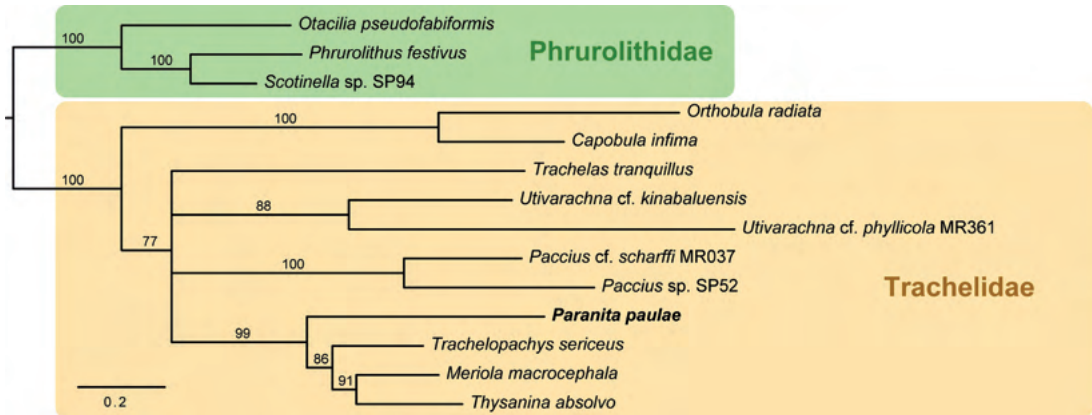 Otacilia pseudofabiformis
100
Phrurolithus festivus
Phrurolithidae
100
Scotinella sp. SP94
Orthobula radiata
100
Capobula infima
Trachelas tranquillus
100
Utivarachna cf. kinabaluensis
88
Utivarachna cf. phyllicola MR361
77
Paccius cf. scharffi MR037
100
Paccius sp. SP52
Trachelidae
Paranita paulae
99
Trachelopachys sericeus
86
Meriola macrocephala
91
Thysanina absolvo
0.2